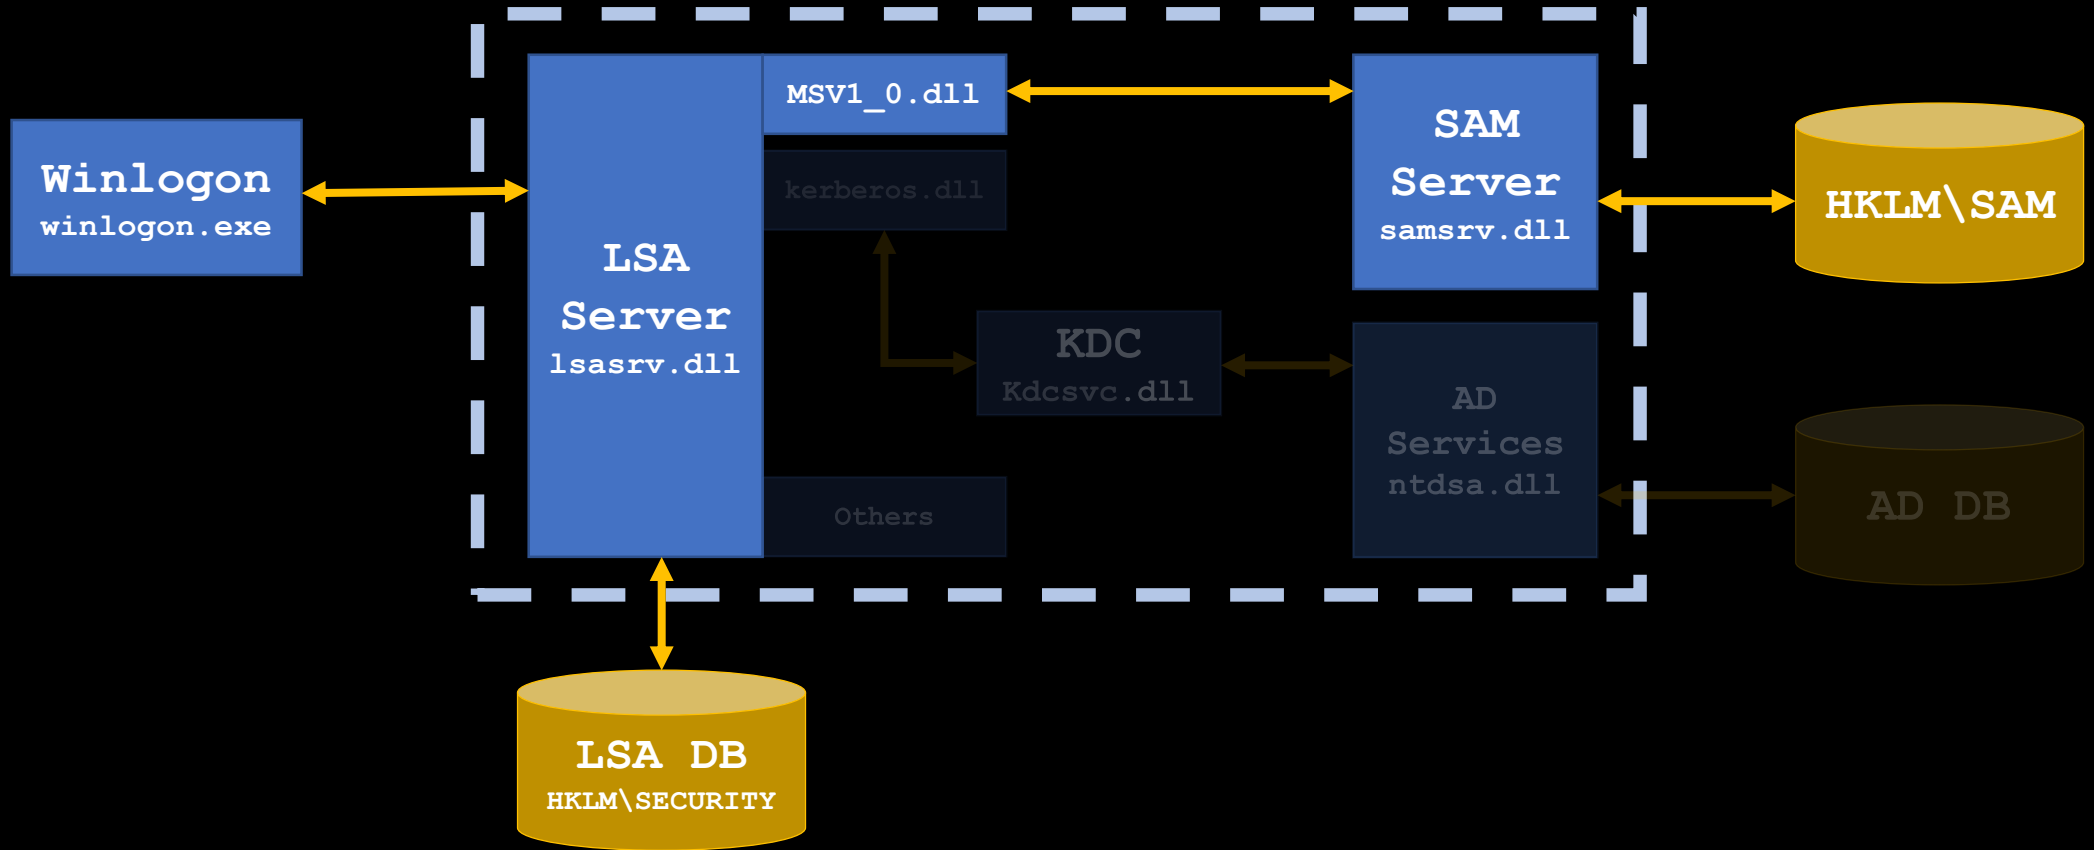 Winlogon
winlogon.exe
LSA
Server
lsasrv.dll
MSV1_0.dll
kerberos.dll
KDC
Kdcsvc.dll
Others
SAM
Server
samsrv.dll
AD
Services
ntdsa.dll
HKLM\SAM
AD DB
LSA DB
HKLM\SECURITY